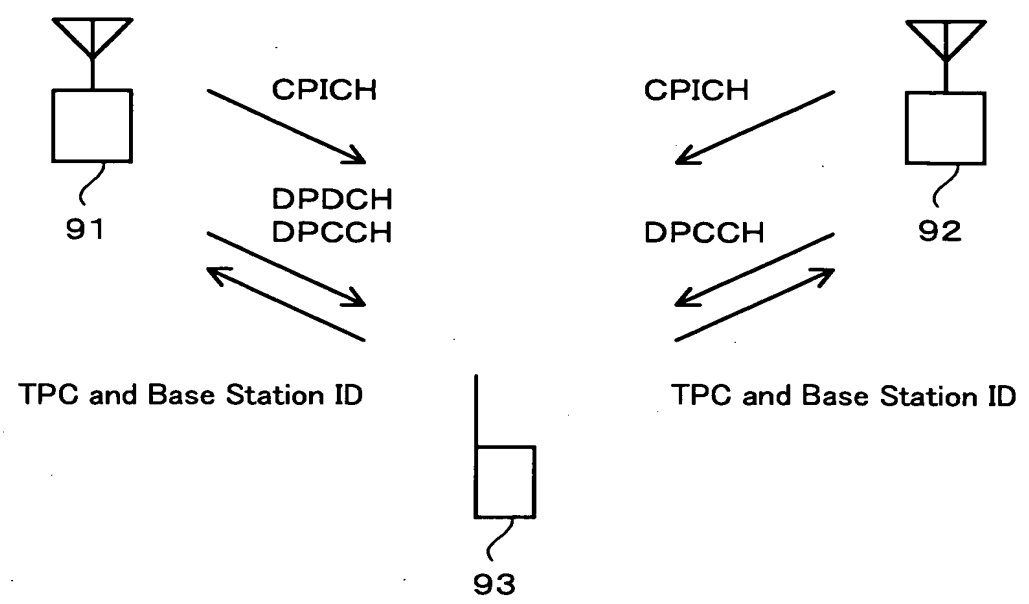 CPICH
CPICH
DPDCH
DPCCH
DPCCH
91
92
TPC and Base Station ID
TPC and Base Station ID
93